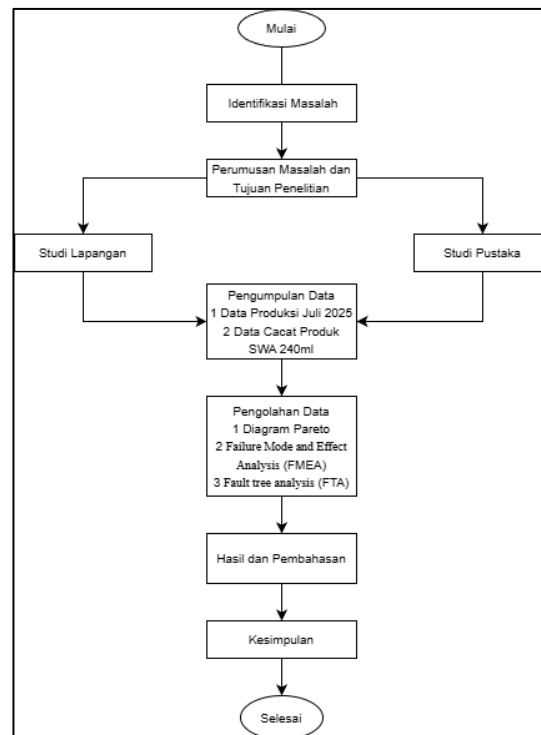 Mulai
Identifikasi Masalah
Perumusan Masalah dan
Tujuan Penelitian
Studi Lapangan
Studi Pustaka
Pengumpulan Data
1 Data Produksi Juli 2025
2 Data Cacat Produk
SWA 240ml
Pengolahan Data
1 Diagram Pareto
2 Failure Mode and Effect
Analysis (FMEA)
3 Fault tree analysis (FTA)
Hasil dan Pembahasan
Kesimpulan
Selesai